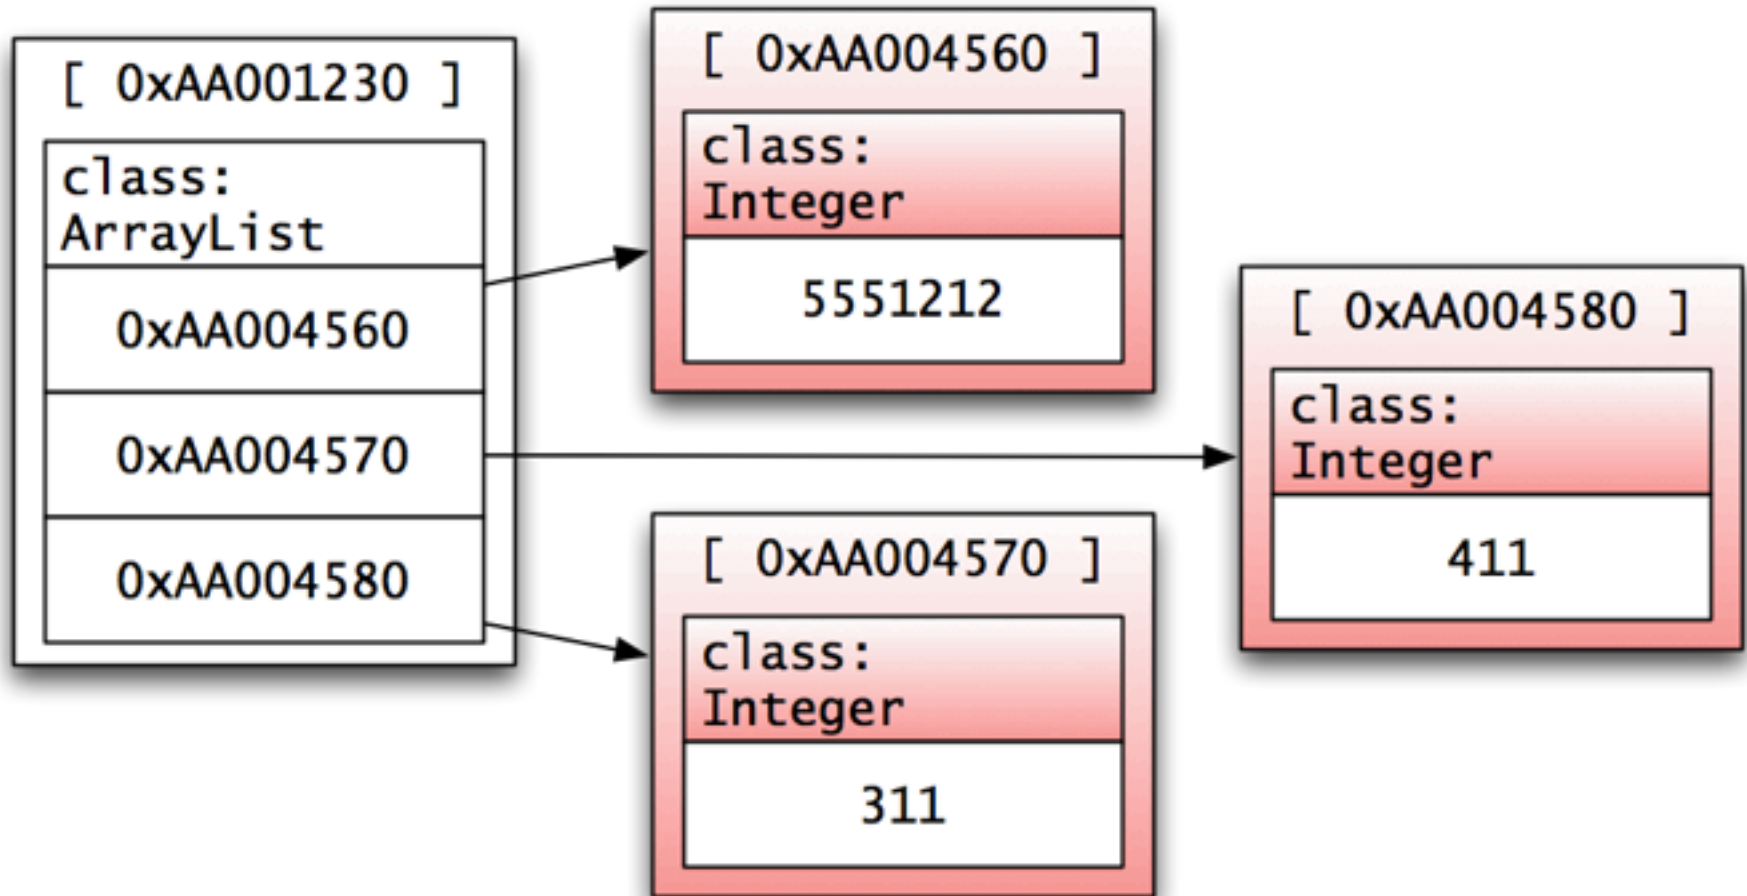 [ 0xAA001230 ]
class:
ArrayList
0xAA004560
0xAA004570
0xAA004580
[ 0xAA004560 ]
class:
Integer
5551212
[ 0xAA004580 ]
class:
Integer
411
[ 0xAA004570 ]
class:
Integer
311